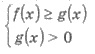 f(x) ≥ g(x)
g(x) > 0